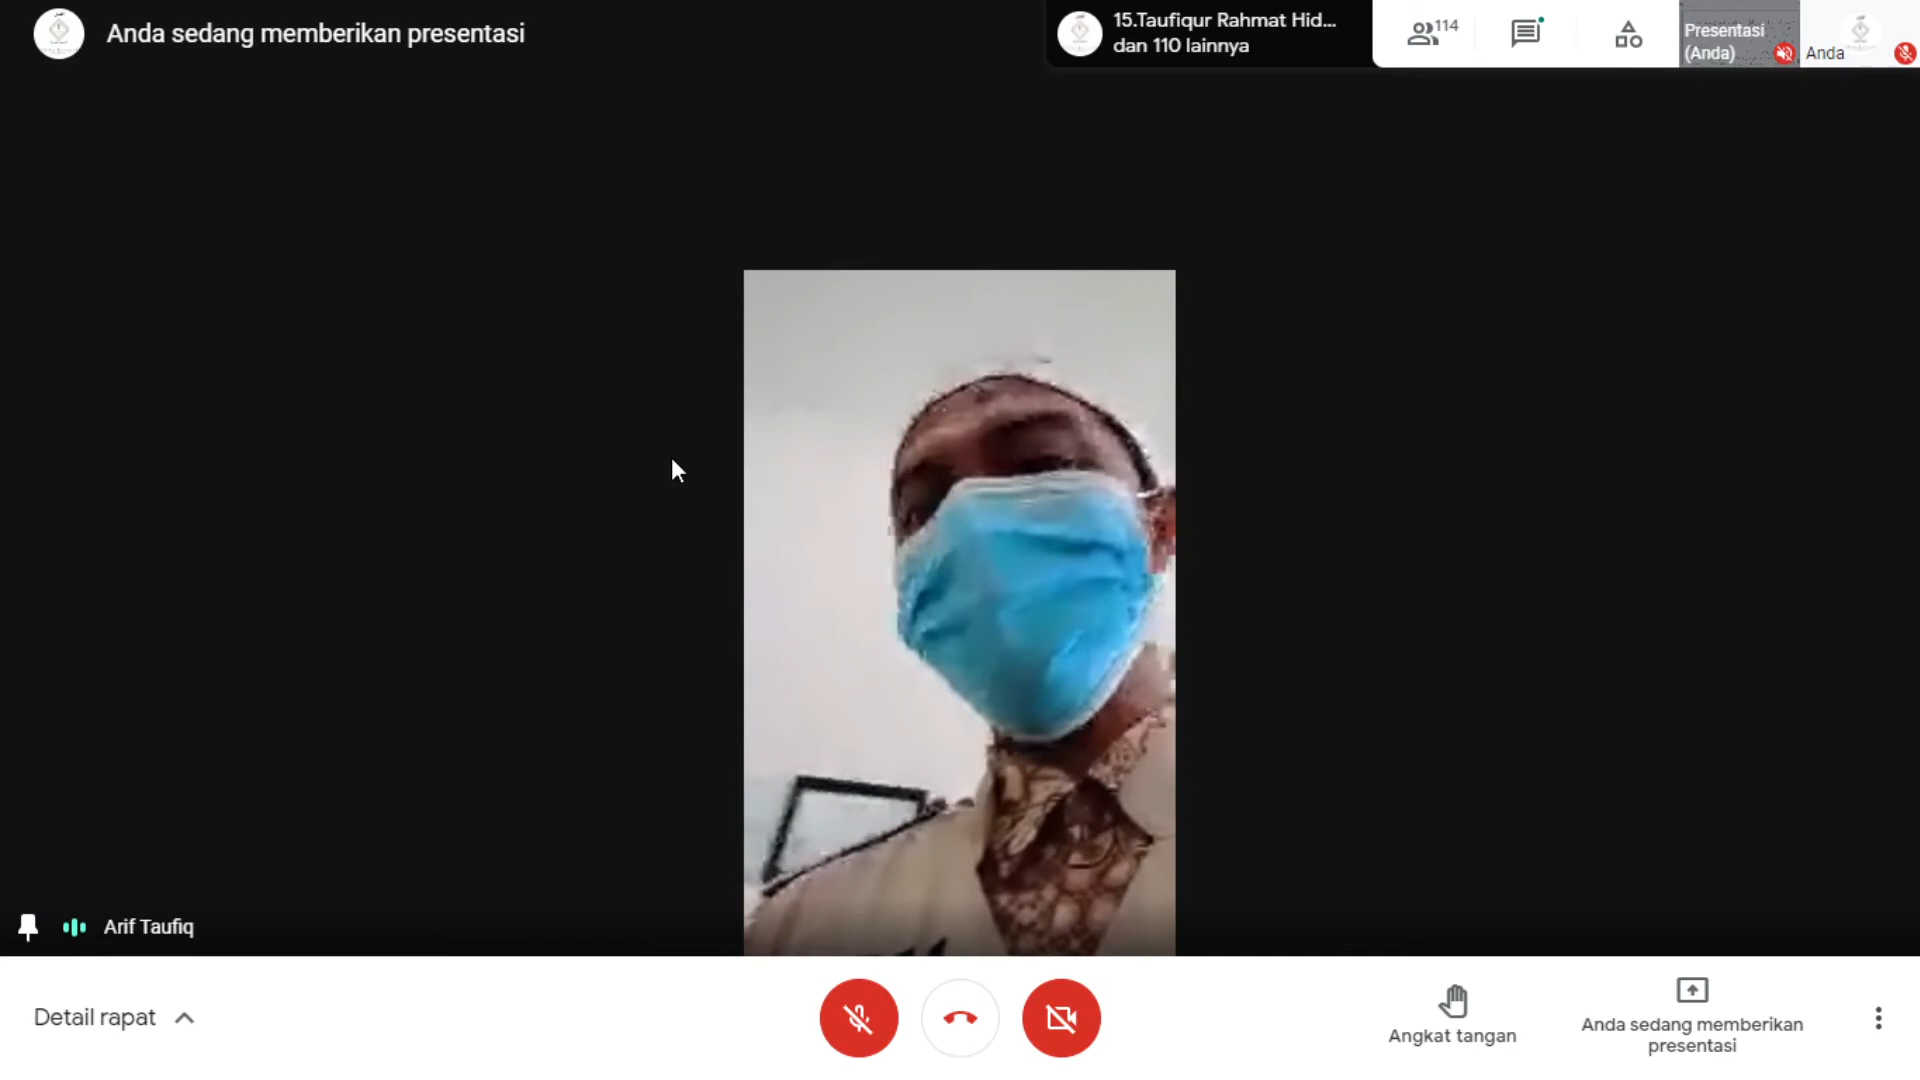 Anda sedang memberikan presentasi
15.Taufiqur Rahmat Hid...
dan 110 lainnya
114
Presentasi
(Anda)
Anda
Arif Taufiq
Detail rapat
Angkat tangan
Anda sedang memberikan
presentasi